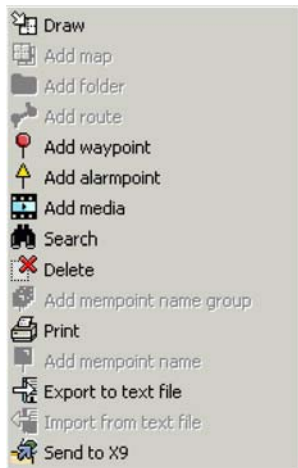 Draw
Add map
Add folder
Add route
Add waypoint
Add alarmpoint
Add media
Search
Delete
Add mempoint name group
Print
Add mempoint name
Export to text file
Import from text file
Send to X9